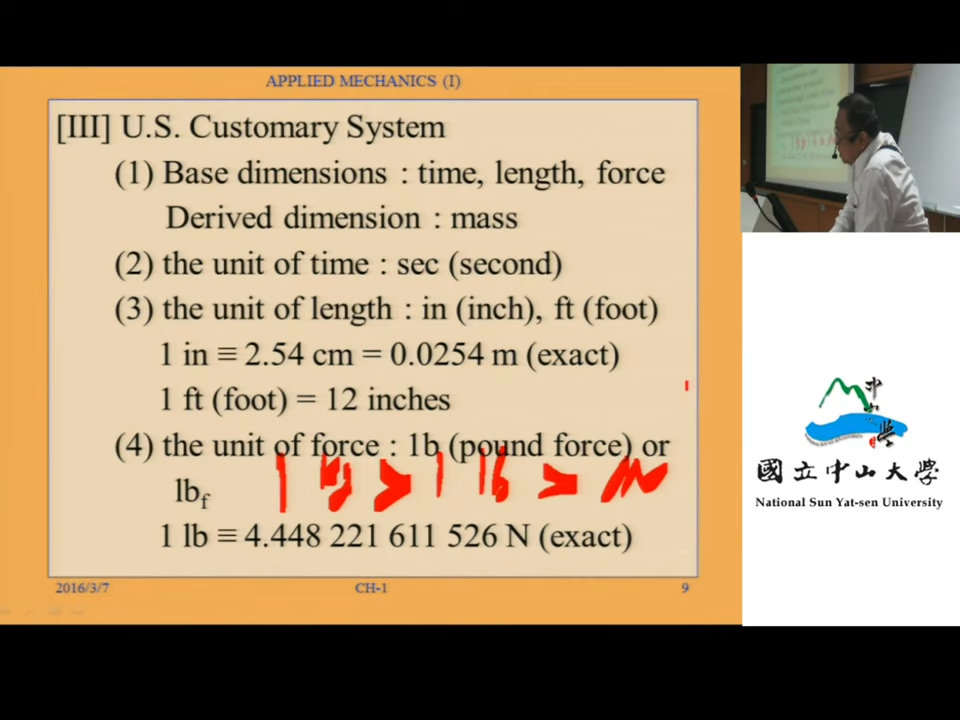 APPLIED MECHANICS (I)
[III] U.S. Customary System
(1) Base dimensions : time, length, force
Derived dimension : mass
(2) the unit of time : sec (second)
(3) the unit of length : in (inch), ft (foot)
1 in ≡ 2.54 cm = 0.0254 m (exact)
1 ft (foot) = 12 inches
(4) the unit of force : 1b (pound force) or
lbf
1 > 1 lb >
1 lb ≡ 4.448 221 611 526 N (exact)
2016/3/7 CH-1 9
國立中山大學
National Sun Yat-sen University